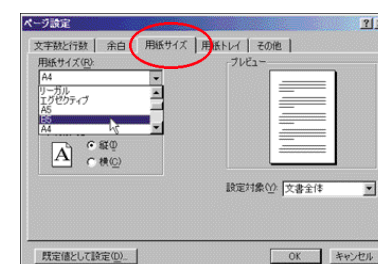 ページ設定
文字数と行数 余白 用紙サイズ 用紙トレイ その他
用紙サイズ(R):
プレビュー
A4
リーガル
エグゼクティブ
A5
B5
A4
A
縦(T)
横(C)
設定対象(Y): 文書全体
既定値として設定(D)... OK キャンセル